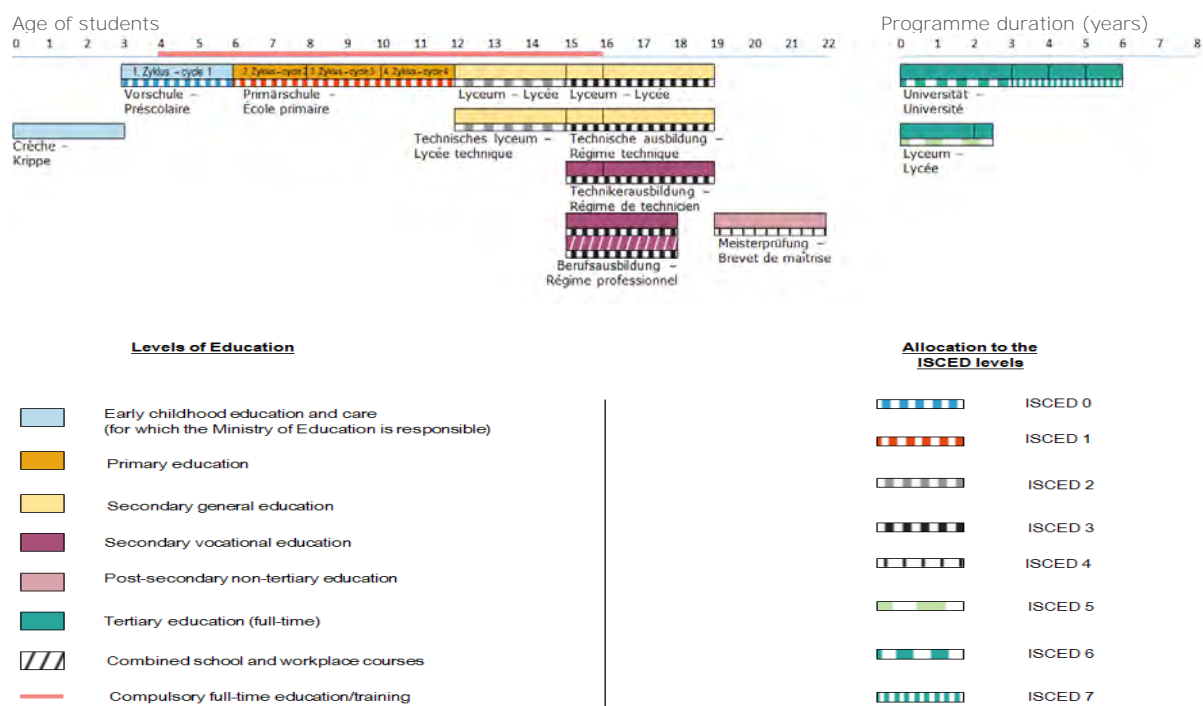 Age of students
Programme duration (years)
0 1 2 3 4 5 6 7 8 9 10 11 12 13 14 15 16 17 18 19 20 21 22
0 1 2 3 4 5 6 7 8
1. Zyklus – cycle 1
2. Zyklus – cycle 2
3. Zyklus – cycle 3
4. Zyklus – cycle 4
Vorschule –
Préscolaire
Primärschule –
École primaire
Lyceum – Lycée
Lyceum – Lycée
Universität –
Université
Crèche –
Krippe
Technisches lyceum –
Lycée technique
Technische ausbildung –
Régime technique
Lyceum –
Lycée
Technikerausbildung –
Régime de technicien
Berufsausbildung –
Régime professionnel
Meisterprüfung –
Brevet de maîtrise
Levels of Education
Early childhood education and care
(for which the Ministry of Education is responsible)
Primary education
Secondary general education
Secondary vocational education
Post-secondary non-tertiary education
Tertiary education (full-time)
Combined school and workplace courses
Compulsory full-time education/training
Allocation to the
ISCED levels
ISCED 0
ISCED 1
ISCED 2
ISCED 3
ISCED 4
ISCED 5
ISCED 6
ISCED 7